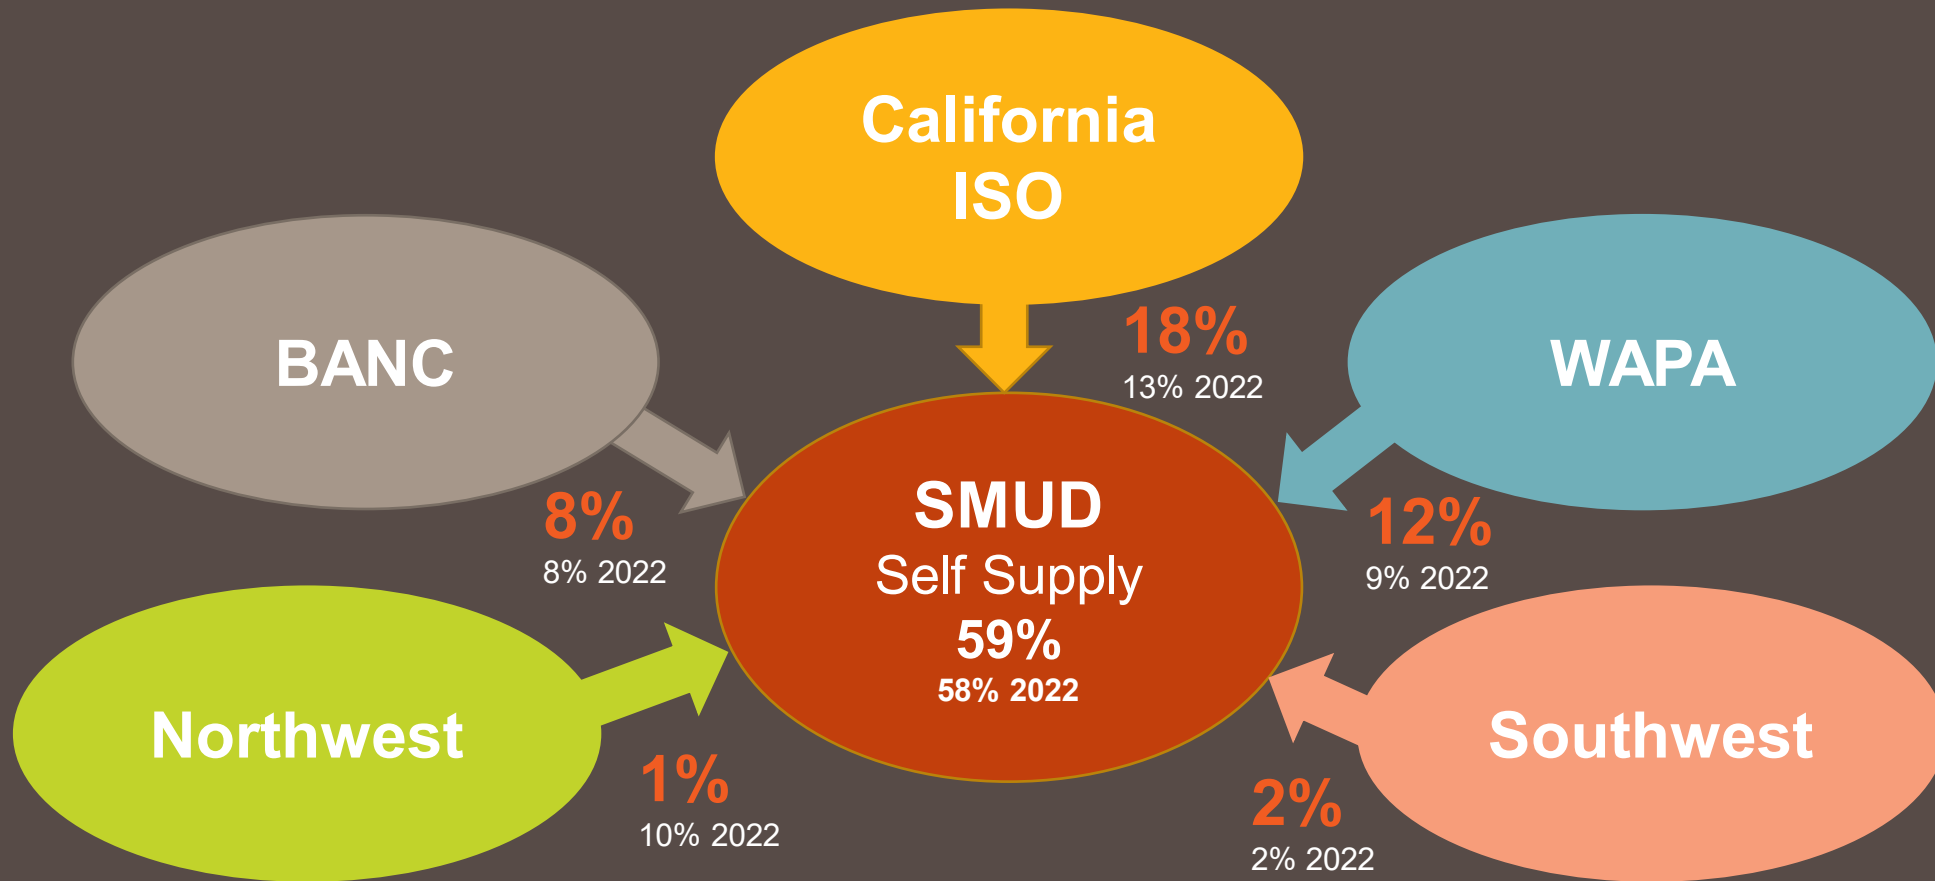 California
ISO
18%
13% 2022
BANC
8%
8% 2022
WAPA
12%
9% 2022
SMUD
Self Supply
59%
58% 2022
Northwest
1%
10% 2022
Southwest
2%
2% 2022